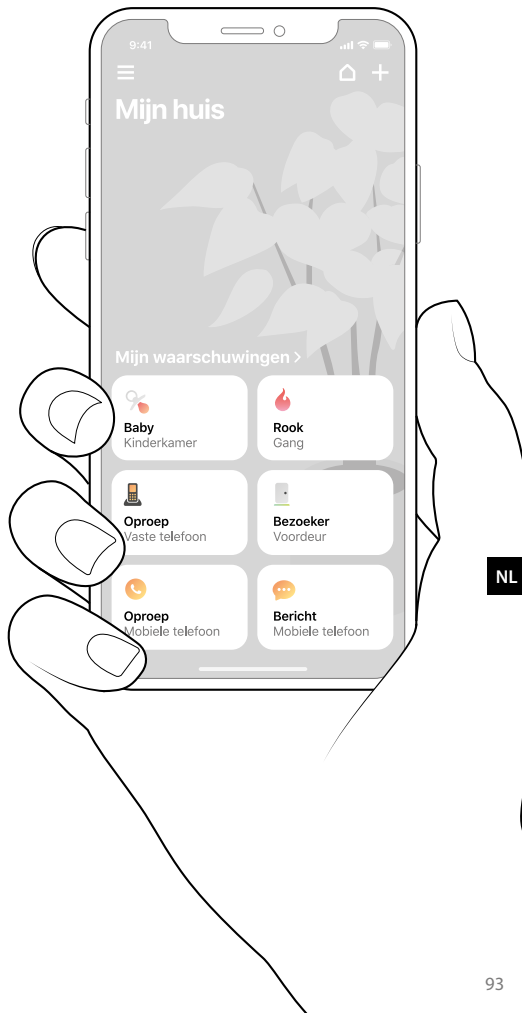 9:41
Mijn huis
Mijn waarschuwingen >
Baby
Kinderkamer
Rook
Gang
Oproep
Vaste telefoon
Bezoeker
Voordeur
Oproep
Mobiele telefoon
Bericht
Mobiele telefoon
NL
93